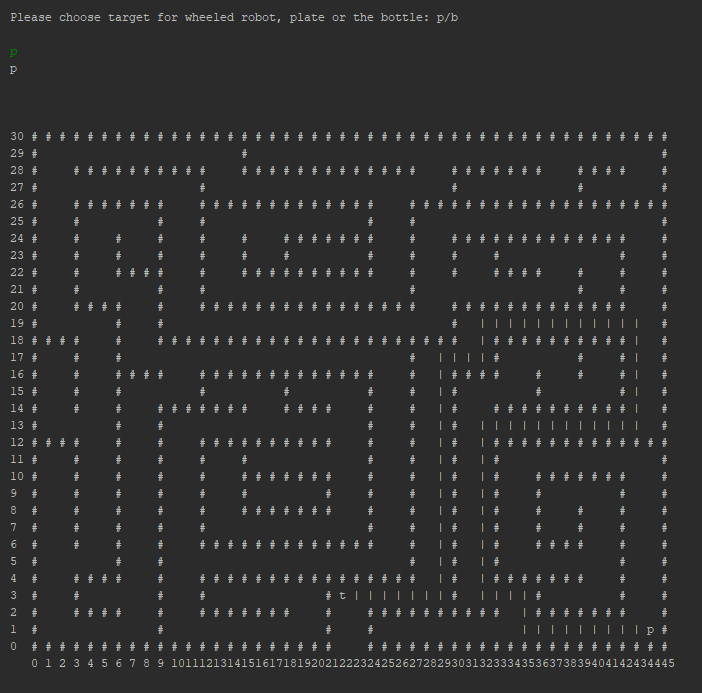 Please choose target for wheeled robot, plate or the bottle: p/b
p
p
30 # # # # # # # # # # # # # # # # # # # # # # # # # # # # # # # # # # # # # # # # # # # # # #
29 # # #
28 # # # # # # # # # # # # # # # # # # # # # # # # # # # # # # # # # # # #
27 # # # # #
26 # # # # # # # # # # # # # # # # # # # # # # # # # # # # # # # # # # # # # # # #
25 # # # # # # #
24 # # # # # # # # # # # # # # # # # # # # # # # # # # # #
23 # # # # # # # # # # # # #
22 # # # # # # # # # # # # # # # # # # # # # # # # # #
21 # # # # # # # #
20 # # # # # # # # # # # # # # # # # # # # # # # # # # # # # # # # # # # #
19 # # # # | | | | | | | | | | | | #
18 # # # # # # # # # # # # # # # # # # # # # # # # # # # | # # # # # # # # # # | #
17 # # # # | | | | # # # | #
16 # # # # # # # # # # # # # # # # # # # # | # # # # # # # | #
15 # # # # # # # | # # # | #
14 # # # # # # # # # # # # # # # # | # # # # # # # # # # # | #
13 # # # # # | # | | | | | | | | | | | | #
12 # # # # # # # # # # # # # # # # # # | # | # # # # # # # # # # # # #
11 # # # # # # # # | # | # #
10 # # # # # # # # # # # # # # | # | # # # # # # # # #
9 # # # # # # # # # | # | # # # #
8 # # # # # # # # # # # # # # | # | # # # # #
7 # # # # # # # | # | # # # # #
6 # # # # # # # # # # # # # # # # # # | # | # # # # # # #
5 # # # # | # | # # #
4 # # # # # # # # # # # # # # # # # # # # # # | # | # # # # # # # # #
3 # # # # # t | | | | | | | # | | | | # # #
2 # # # # # # # # # # # # # # # # # # # # # # # # | # # # # # # # #
1 # # # # | | | | | | | | | p #
0 # # # # # # # # # # # # # # # # # # # # # # # # # # # # # # # # # # # # # # # # # # # #
0 1 2 3 4 5 6 7 8 9 101112131415161718192021222324252627282930313233343536373839404142434445